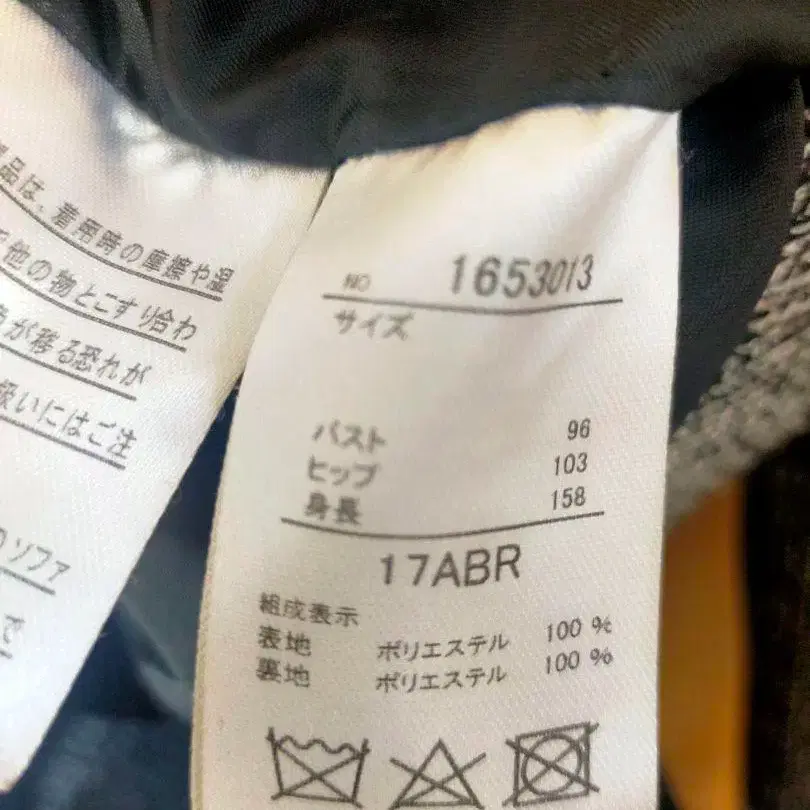 品は、着用時の摩擦や湿
他の物とこすり合わ
が移る恐れが
扱いにはご注
ソファ
で
NO 1653013
サイズ
バスト 96
ヒップ 103
身長 158
17ABR
組成表示
表地 ポリエステル 100 %
裏地 ポリエステル 100 %